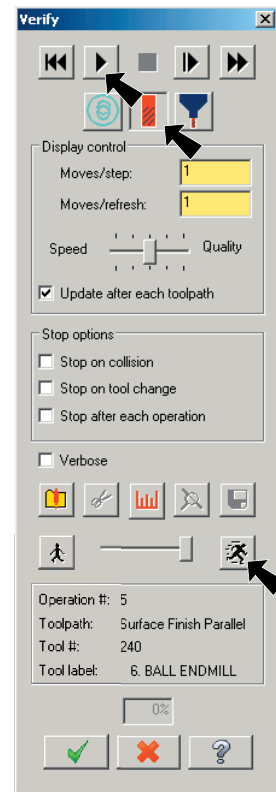 Verify
Display control
Moves/step: 1
Moves/refresh: 1
Speed Quality
Update after each toolpath
Stop options
Stop on collision
Stop on tool change
Stop after each operation
Verbose
Operation #: 5
Toolpath: Surface Finish Parallel
Tool #: 240
Tool label: 6. BALL ENDMILL
0%